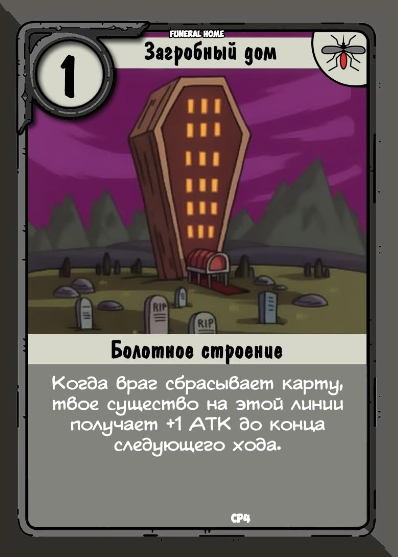 FUNERAL HOME
Загробный дом
1
RIP
RIP
Болотное строение
Когда враг сбрасывает карту,
твое существо на этой линии
получает +1 АТК до конца
следующего хода.
CP4